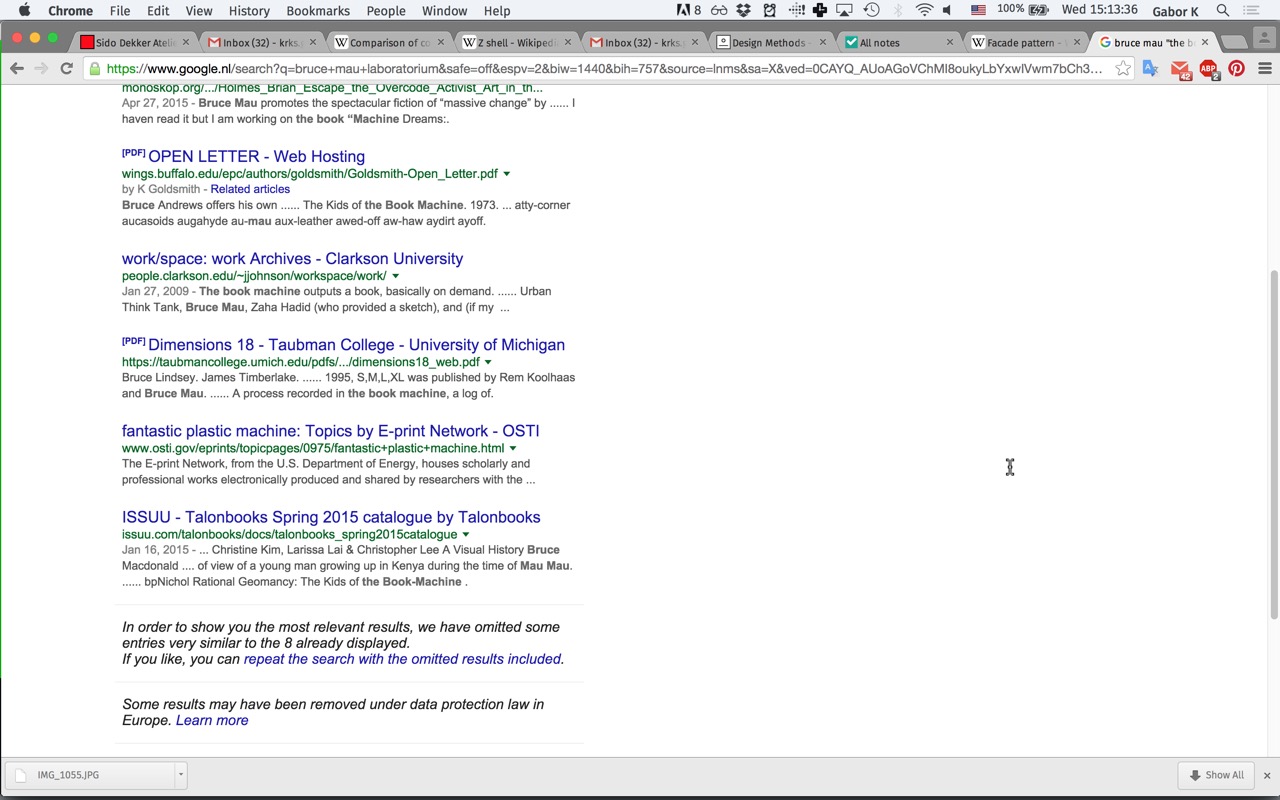 Chrome File Edit View History Bookmarks People Window Help 8 100% Wed 15:13:36 Gabor K
Sido Dekker Atelie Inbox (32) - krks. Comparison of co Z shell - Wikipedi Inbox (32) - krks. Design Methods - All notes Facade pattern - bruce mau "the b
https://www.google.nl/search?q=bruce+mau+laboratorium&safe=off&espv=2&biw=1440&bih=757&source=lnms&sa=X&ved=0CAYQ_AUoAGoVChMI8oukyLbYxwIVwm7bCh3... 42 ABP 2
monoskop.org/.../Holmes_Brian_Escape_the_Overcode_Activist_Art_in_th...
Apr 27, 2015 - Bruce Mau promotes the spectacular fiction of “massive change” by ...... I
haven read it but I am working on the book “Machine Dreams:.
[PDF] OPEN LETTER - Web Hosting
wings.buffalo.edu/epc/authors/goldsmith/Goldsmith-Open_Letter.pdf
by K Goldsmith - Related articles
Bruce Andrews offers his own ...... The Kids of the Book Machine. 1973. ... atty-corner
aucasoids augahyde au-mau aux-leather awed-off aw-haw aydirt ayoff.
work/space: work Archives - Clarkson University
people.clarkson.edu/~jjohnson/workspace/work/
Jan 27, 2009 - The book machine outputs a book, basically on demand. ...... Urban
Think Tank, Bruce Mau, Zaha Hadid (who provided a sketch), and (if my ...
[PDF] Dimensions 18 - Taubman College - University of Michigan
https://taubmancollege.umich.edu/pdfs/.../dimensions18_web.pdf
Bruce Lindsey. James Timberlake. ...... 1995, S,M,L,XL was published by Rem Koolhaas
and Bruce Mau. ...... A process recorded in the book machine, a log of.
fantastic plastic machine: Topics by E-print Network - OSTI
www.osti.gov/eprints/topicpages/0975/fantastic+plastic+machine.html
The E-print Network, from the U.S. Department of Energy, houses scholarly and
professional works electronically produced and shared by researchers with the ...
ISSUU - Talonbooks Spring 2015 catalogue by Talonbooks
issuu.com/talonbooks/docs/talonbooks_spring2015catalogue
Jan 16, 2015 - ... Christine Kim, Larissa Lai & Christopher Lee A Visual History Bruce
Macdonald .... of view of a young man growing up in Kenya during the time of Mau Mau.
...... bpNichol Rational Geomancy: The Kids of the Book-Machine .
In order to show you the most relevant results, we have omitted some
entries very similar to the 8 already displayed.
If you like, you can repeat the search with the omitted results included.
Some results may have been removed under data protection law in
Europe. Learn more
IMG_1055.JPG Show All